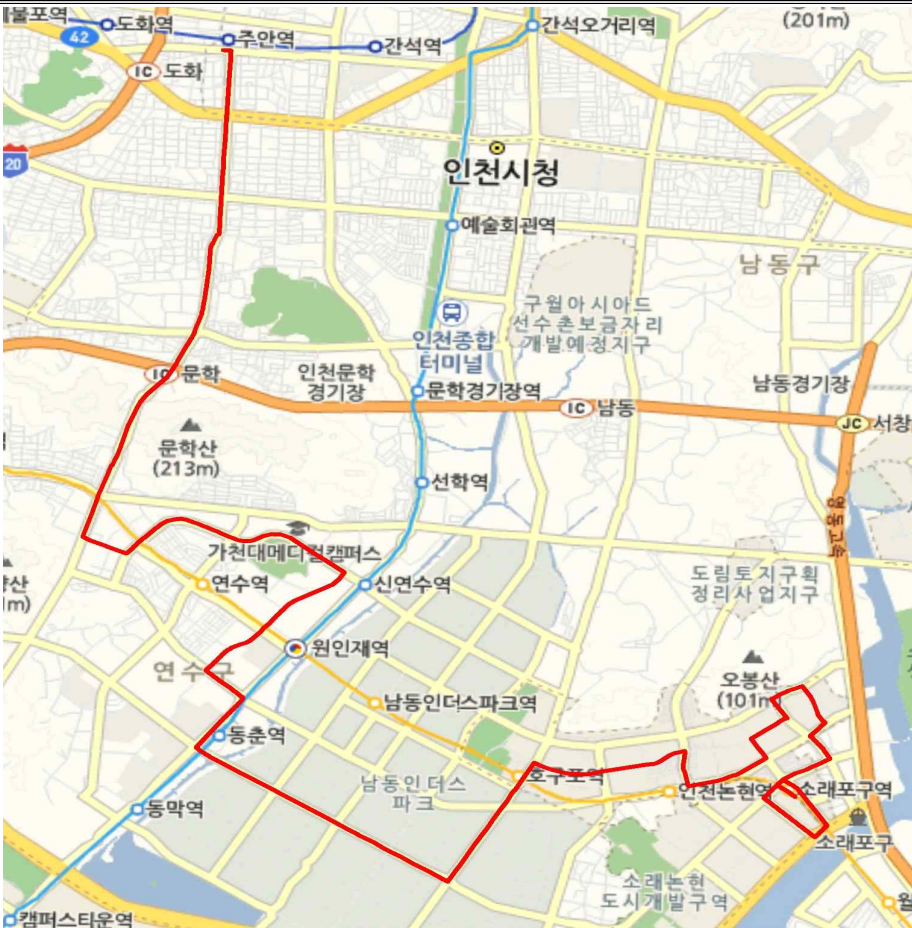 도화역
주안역
간석역
간석오거리역
(201m)
42
IC 도화
20
인천시청
예술회관역
남동구
구월아시아드
선수촌보금자리
개발예정지구
인천종합
터미널
IC 문학
인천문학
경기장
문학경기장역
IC 남동
남동경기장
JC 서창
문학산
(213m)
선학역
영동고속
가천대메디컬캠퍼스
연수역
신연수역
도림토지구획
정리사업지구
원인재역
연수구
오봉산
(101m)
남동인더스파크역
동춘역
호구포역
남동인더스
파크
인천논현역
소래포구역
동막역
소래포구
소래논현
도시개발구역
캠퍼스타운역
월